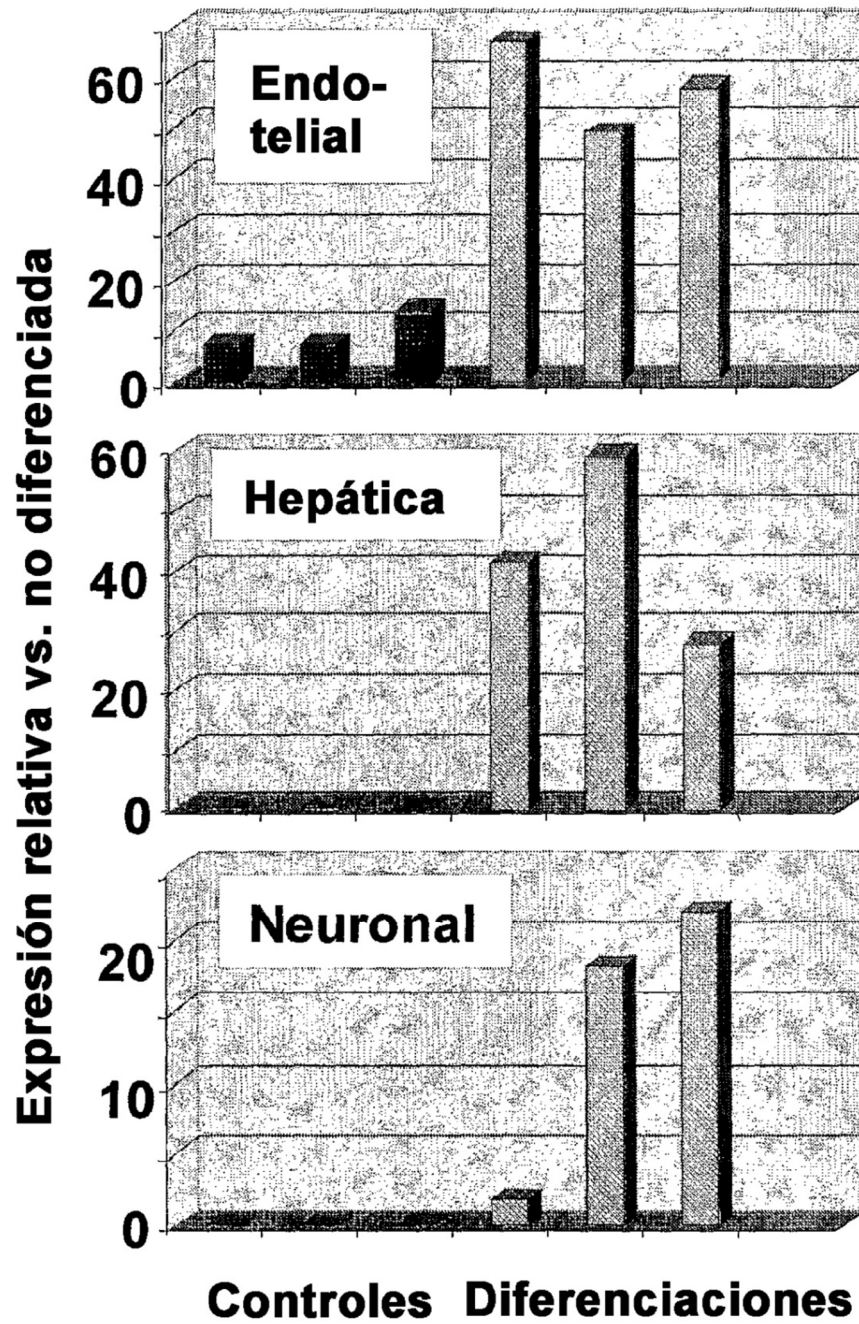 Expresión relativa vs. no diferenciada
Endo-
telial
60
40
20
0
Hepática
60
40
20
0
Neuronal
20
10
0
Controles Diferenciaciones